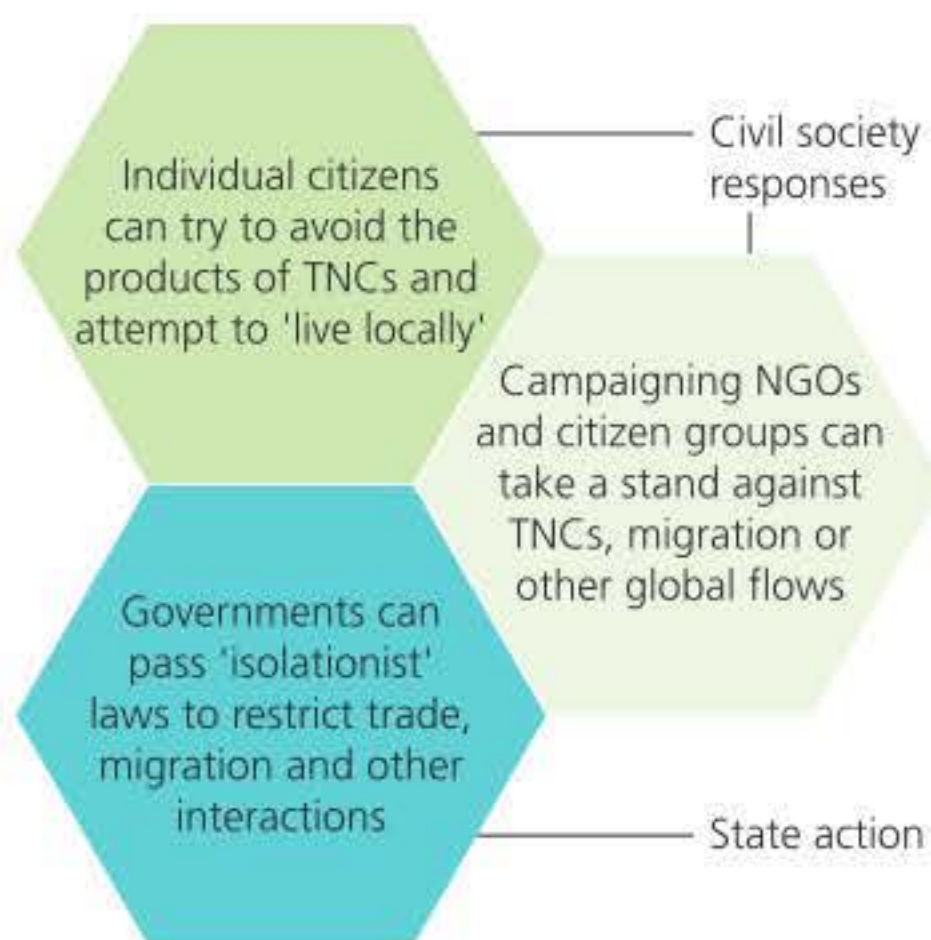 Individual citizens
can try to avoid the
products of TNCs and
attempt to 'live locally'
Civil society
responses
Campaigning NGOs
and citizen groups can
take a stand against
TNCs, migration or
other global flows
Governments can
pass 'isolationist'
laws to restrict trade,
migration and other
interactions
State action